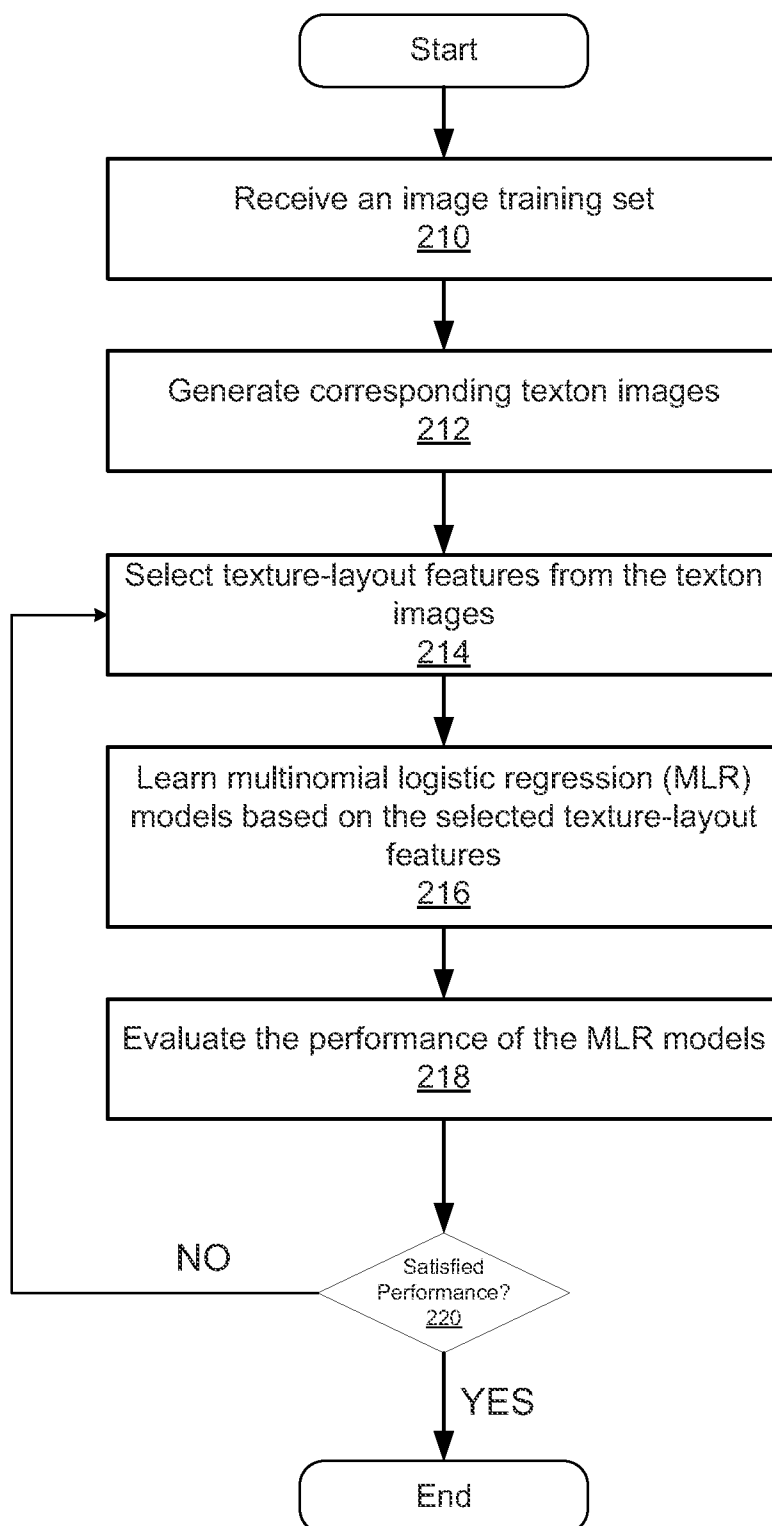 Start
Receive an image training set
210
Generate corresponding texton images
212
Select texture-layout features from the texton
images
214
Learn multinomial logistic regression (MLR)
models based on the selected texture-layout
features
216
Evaluate the performance of the MLR models
218
Satisfied
Performance?
220
NO
YES
End